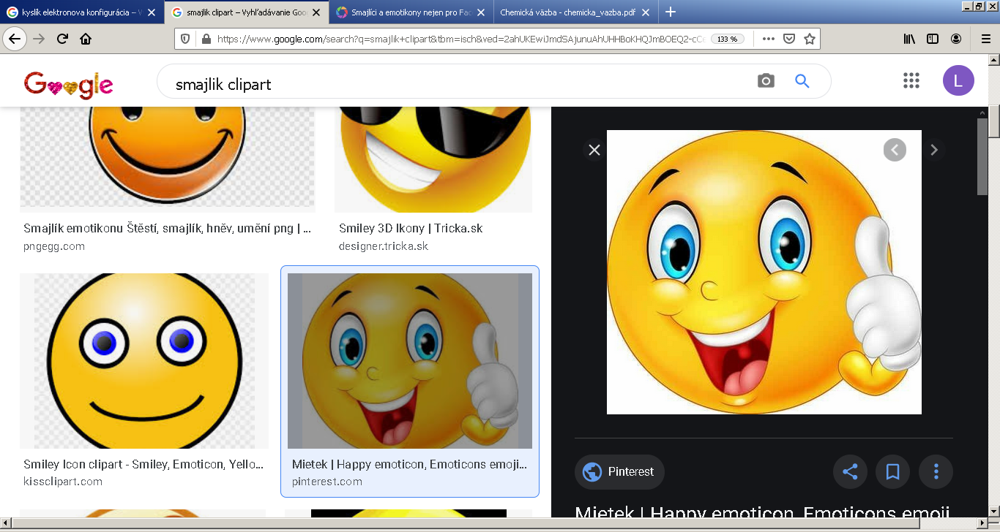 kyslík elektronova konfigurácia – V
smajlik clipart – Vyhľadávanie Goo
Smajlíci a emotikony nejen pro Fac
Chemická väzba - chemicka_vazba.pdf
https://www.google.com/search?q=smajlik+clipart&tbm=isch&ved=2ahUKEwiJmdSAjunuAhUHHBoKHQJmBOEQ2-cCe
133 %
Google
smajlik clipart
L
Smajlík emotikonu Štěstí, smajlík, hněv, umění png | ...
pngegg.com
Smiley 3D Ikony | Tricka.sk
designer.tricka.sk
Smiley Icon clipart - Smiley, Emoticon, Yello...
kissclipart.com
Mietek | Happy emoticon, Emoticons emoji...
pinterest.com
Pinterest
Mietek | Happy emoticon, Emoticons emoji